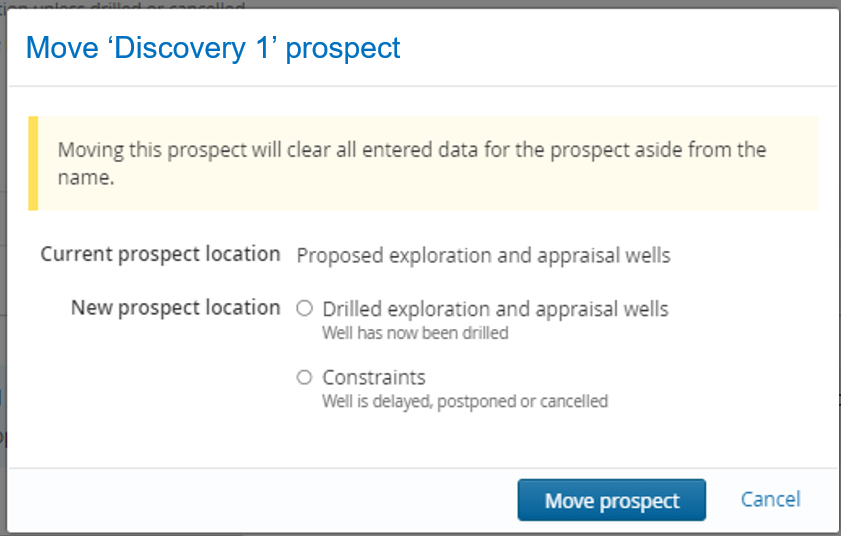 tion unless drilled or cancelled
Move ‘Discovery 1’ prospect
Moving this prospect will clear all entered data for the prospect aside from the
name.
Current prospect location Proposed exploration and appraisal wells
New prospect location Drilled exploration and appraisal wells
Well has now been drilled
Constraints
Well is delayed, postponed or cancelled
Move prospect Cancel